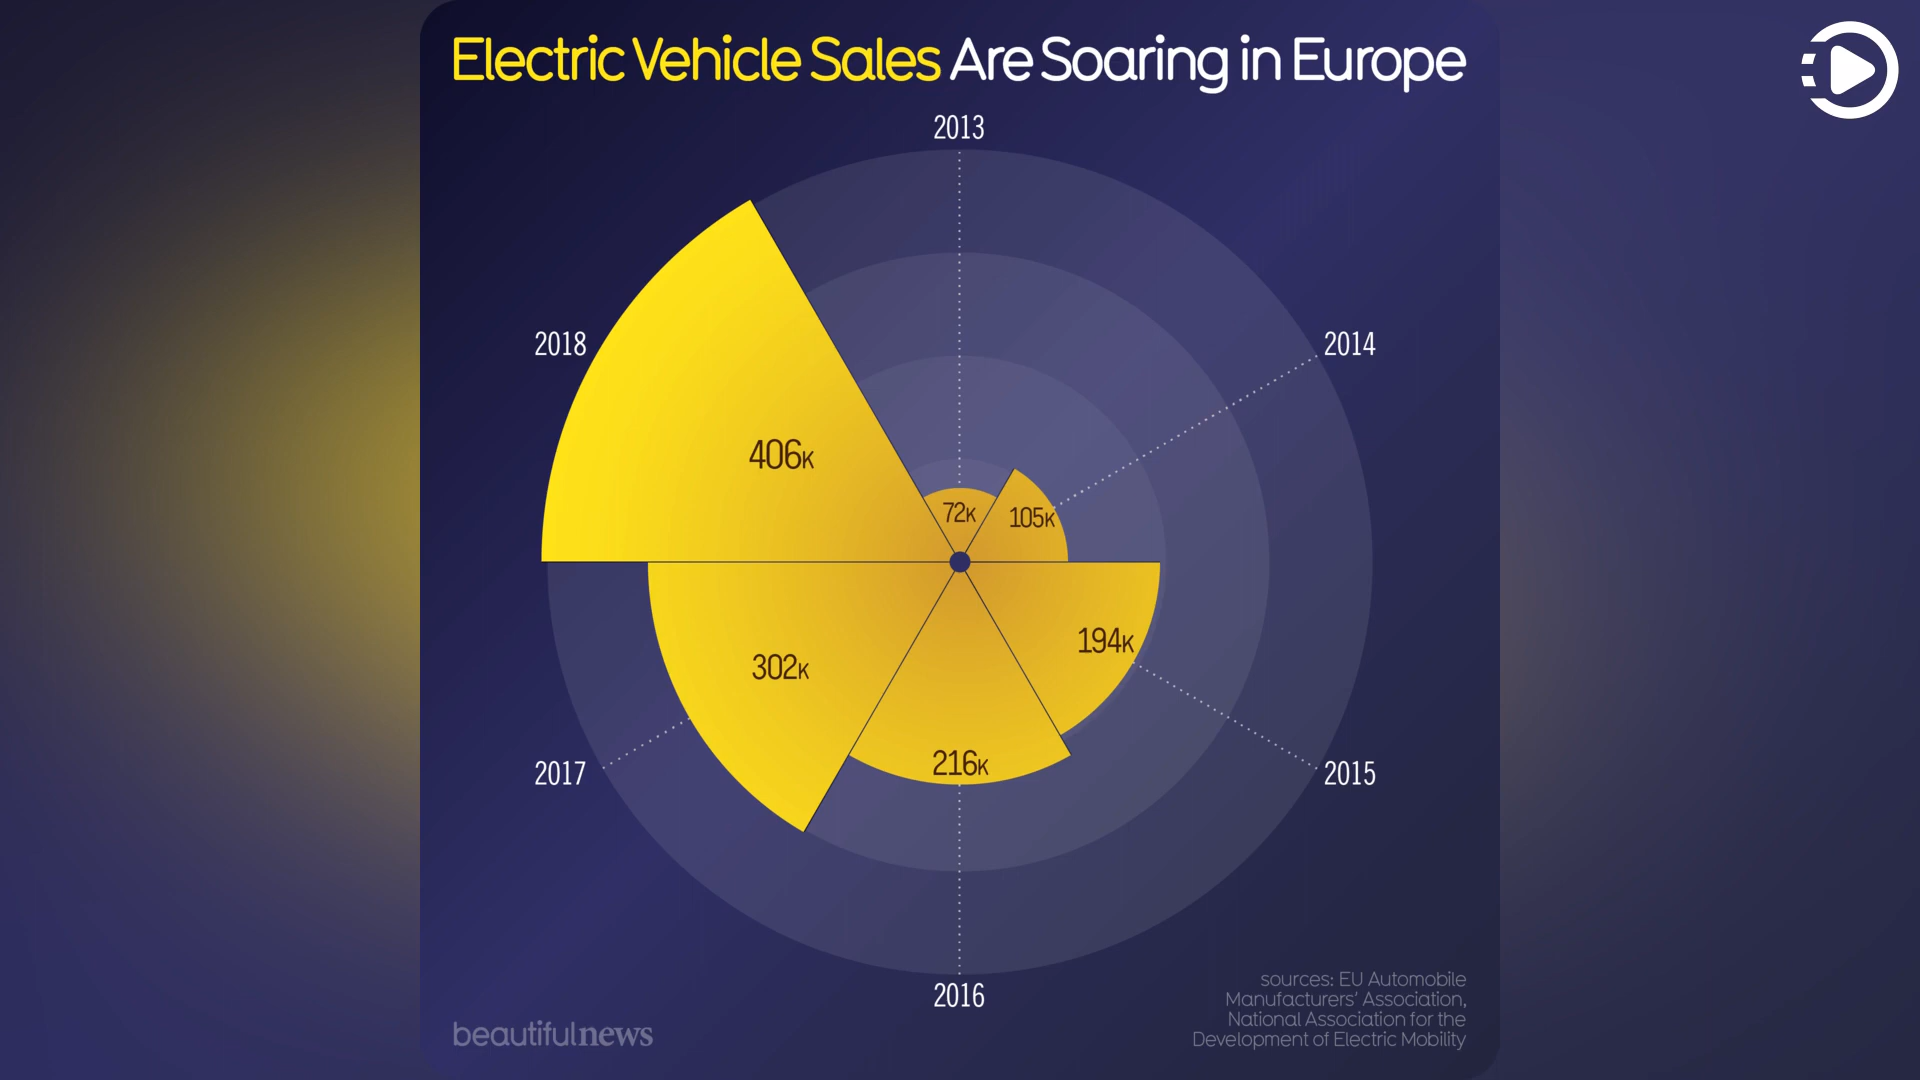 Electric Vehicle Sales Are Soaring in Europe
2013
2018
2014
406K
72K
105K
194K
302K
216K
2017
2015
2016
sources: EU Automobile
Manufacturers' Association,
National Association for the
Development of Electric Mobility
beautifulnews